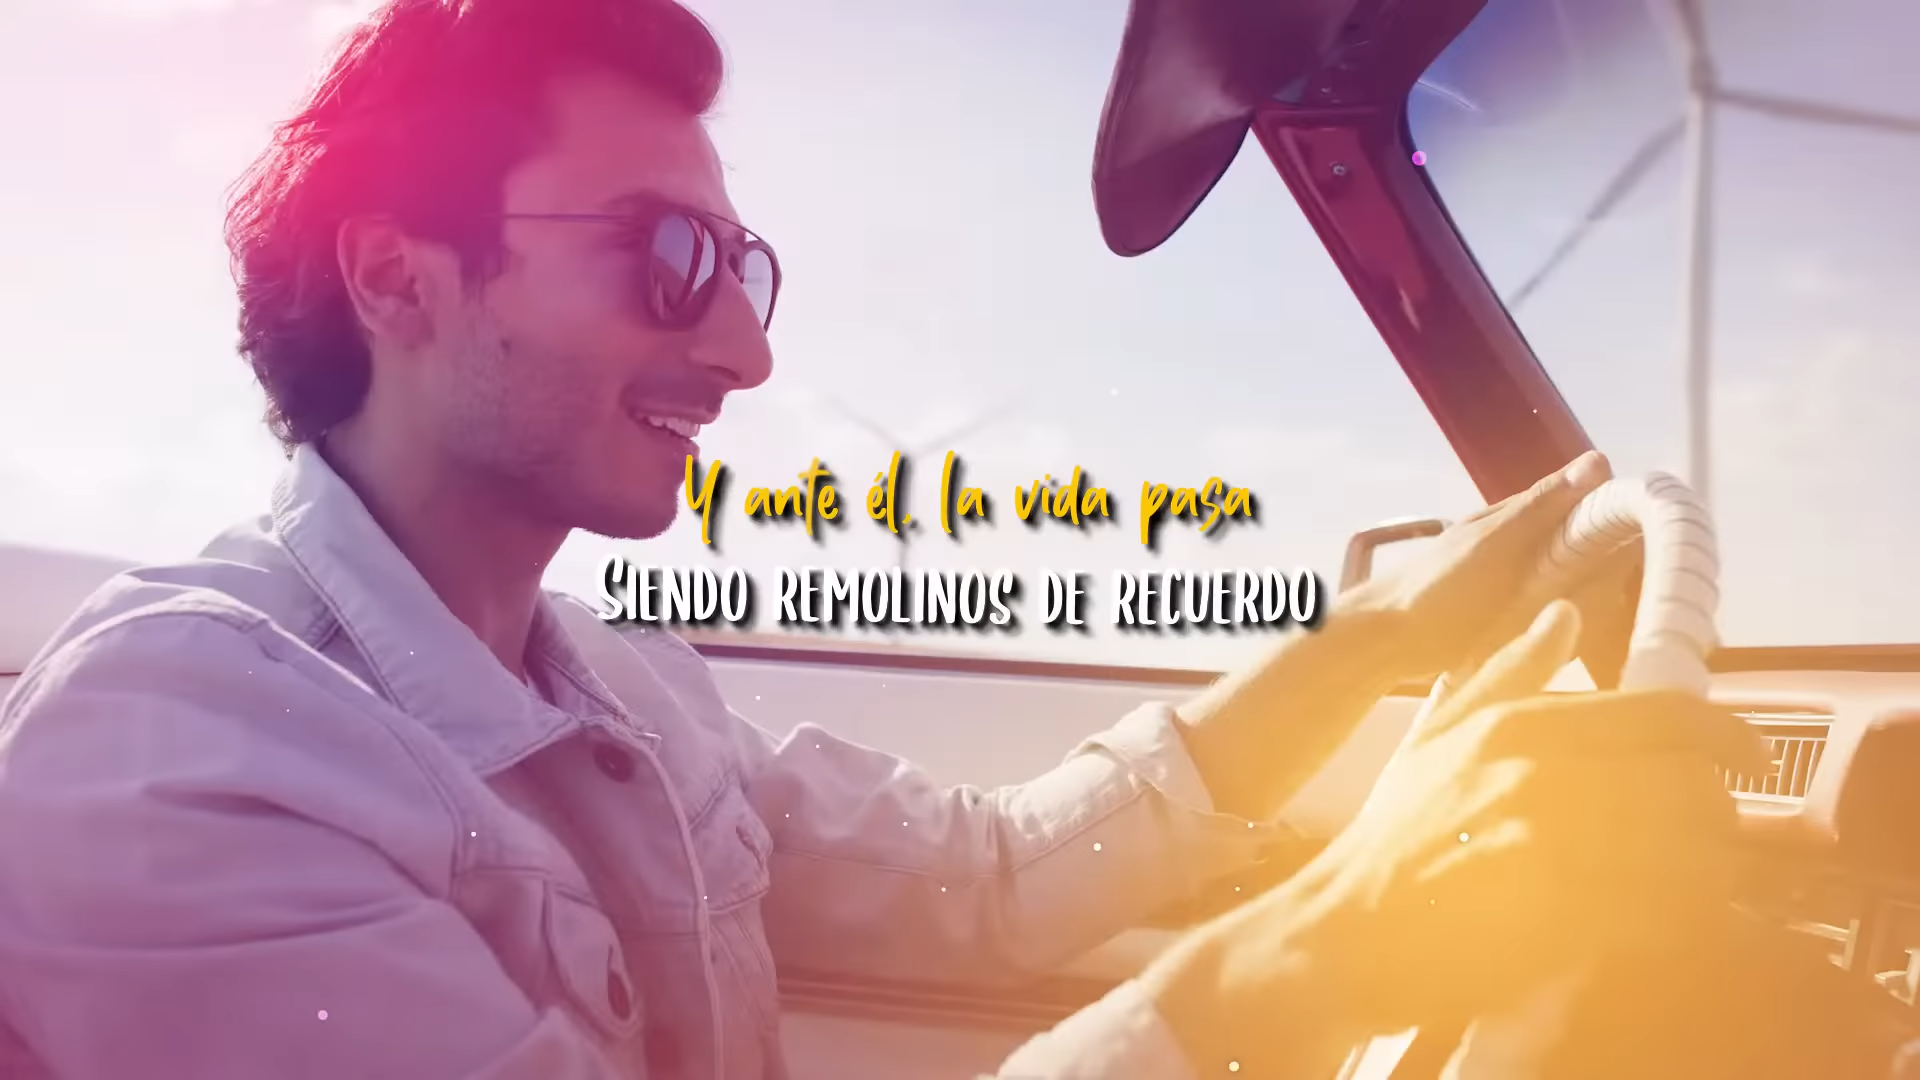 Y ante él, la vida pasa
SIENDO REMOLINOS DE RECUERDO